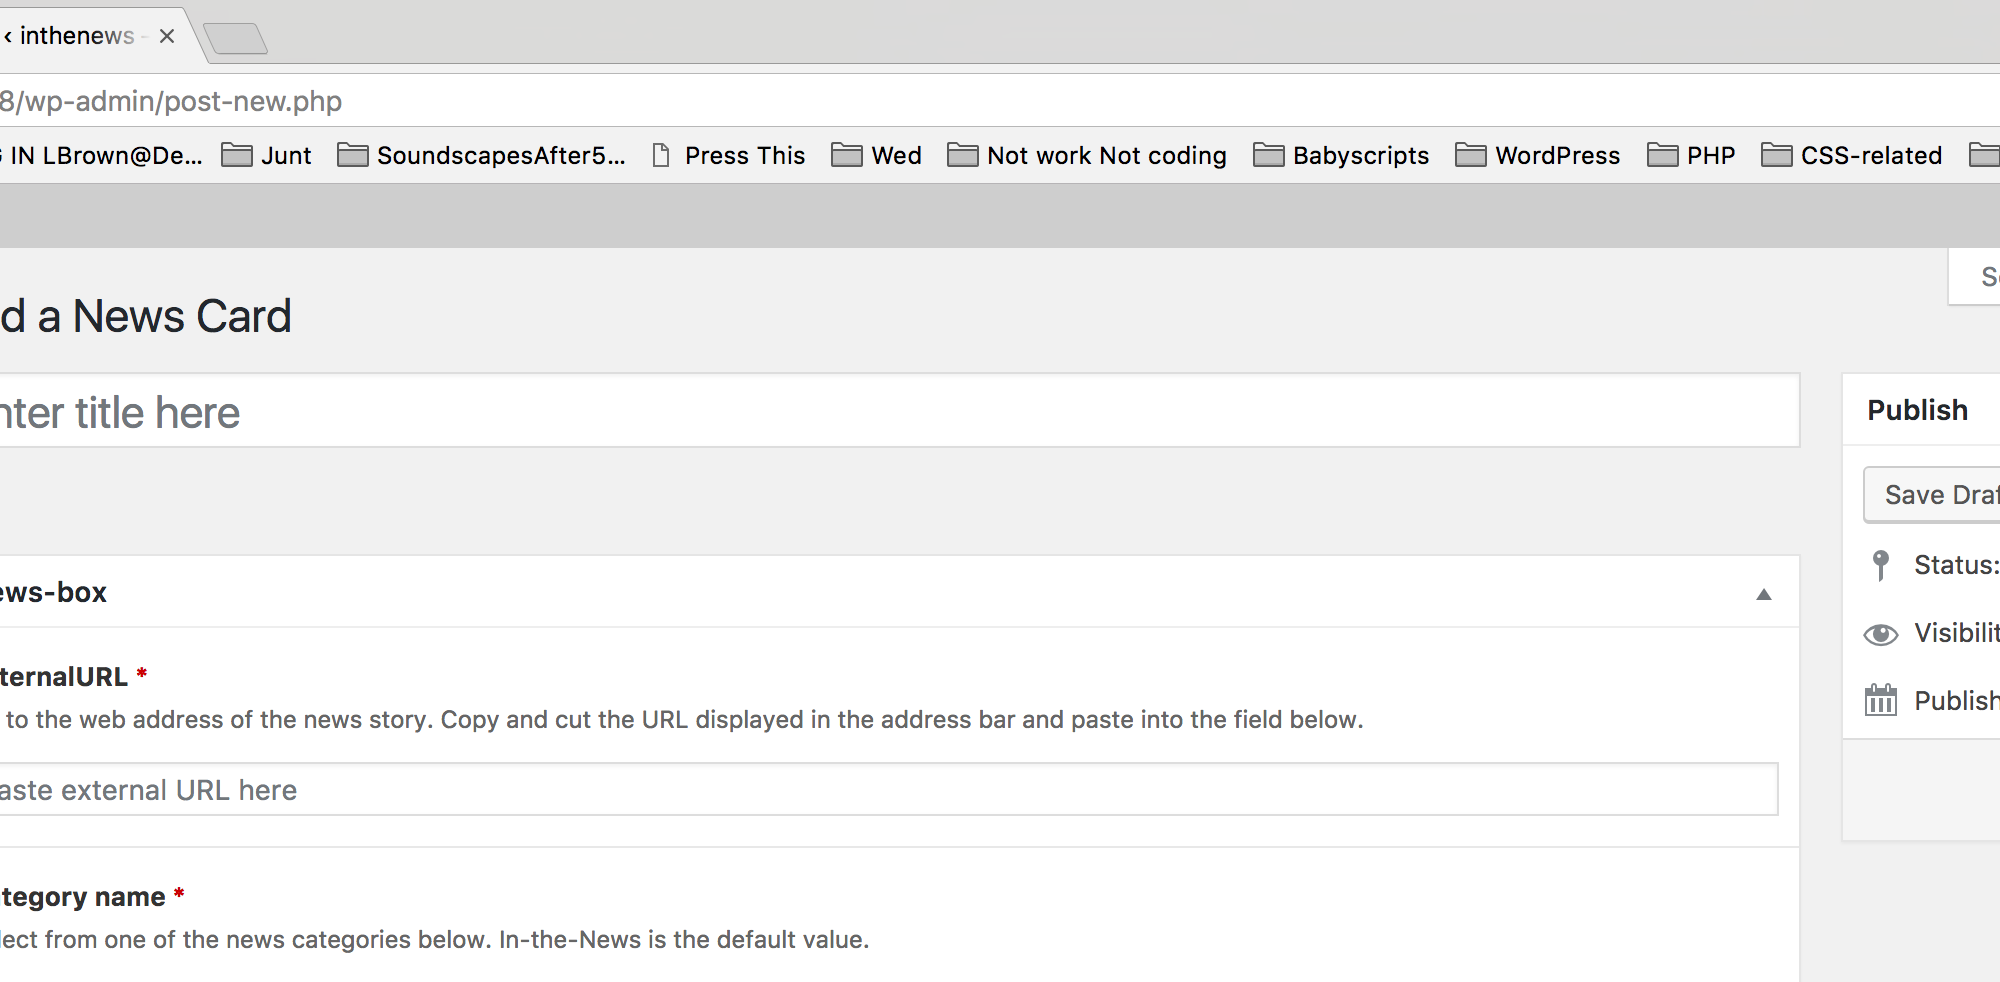 ‹ inthenews -
8/wp-admin/post-new.php
IN LBrown@De... Junt SoundscapesAfter5... Press This Wed Not work Not coding Babyscripts WordPress PHP CSS-related
d a News Card
nter title here
Publish
Save Draf
ews-box
Status:
Visibilit
ternalURL *
to the web address of the news story. Copy and cut the URL displayed in the address bar and paste into the field below.
Publish
aste external URL here
tegory name *
lect from one of the news categories below. In-the-News is the default value.